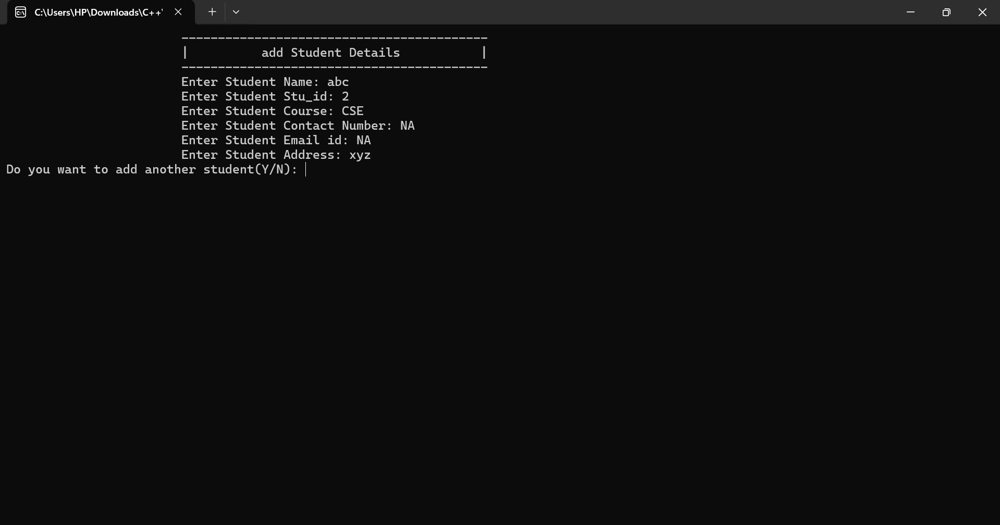 C:\Users\HP\Downloads\C++\
------------------------------------------
| add Student Details |
------------------------------------------
Enter Student Name: abc
Enter Student Stu_id: 2
Enter Student Course: CSE
Enter Student Contact Number: NA
Enter Student Email id: NA
Enter Student Address: xyz
Do you want to add another student(Y/N):